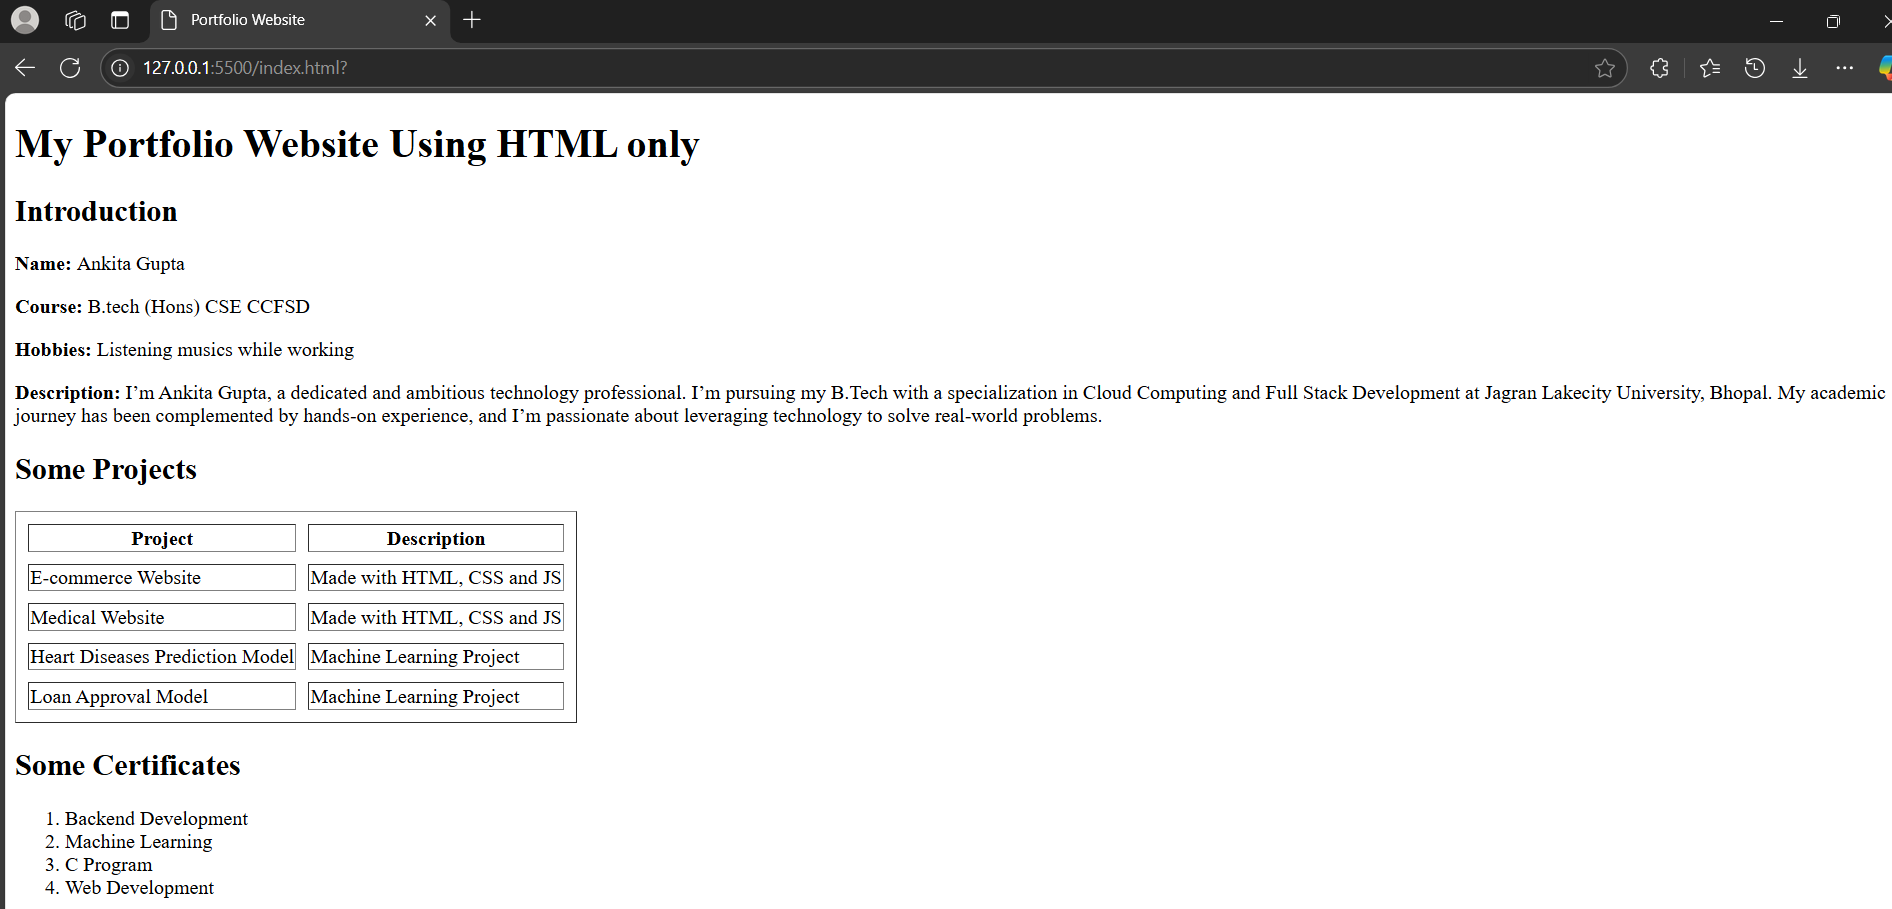 Portfolio Website
127.0.0.1:5500/index.html?
My Portfolio Website Using HTML only
Introduction
Name: Ankita Gupta
Course: B.tech (Hons) CSE CCFSD
Hobbies: Listening musics while working
Description: I’m Ankita Gupta, a dedicated and ambitious technology professional. I’m pursuing my B.Tech with a specialization in Cloud Computing and Full Stack Development at Jagran Lakecity University, Bhopal. My academic
journey has been complemented by hands-on experience, and I’m passionate about leveraging technology to solve real-world problems.
Some Projects
Project Description
E-commerce Website Made with HTML, CSS and JS
Medical Website Made with HTML, CSS and JS
Heart Diseases Prediction Model Machine Learning Project
Loan Approval Model Machine Learning Project
Some Certificates
1. Backend Development
2. Machine Learning
3. C Program
4. Web Development